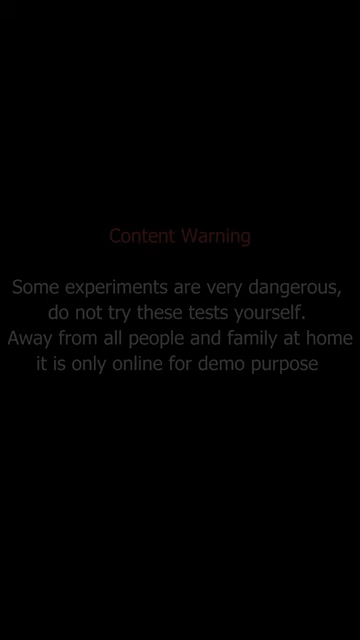 Content Warning
Some experiments are very dangerous,
do not try these tests yourself.
Away from all people and family at home
it is only online for demo purpose